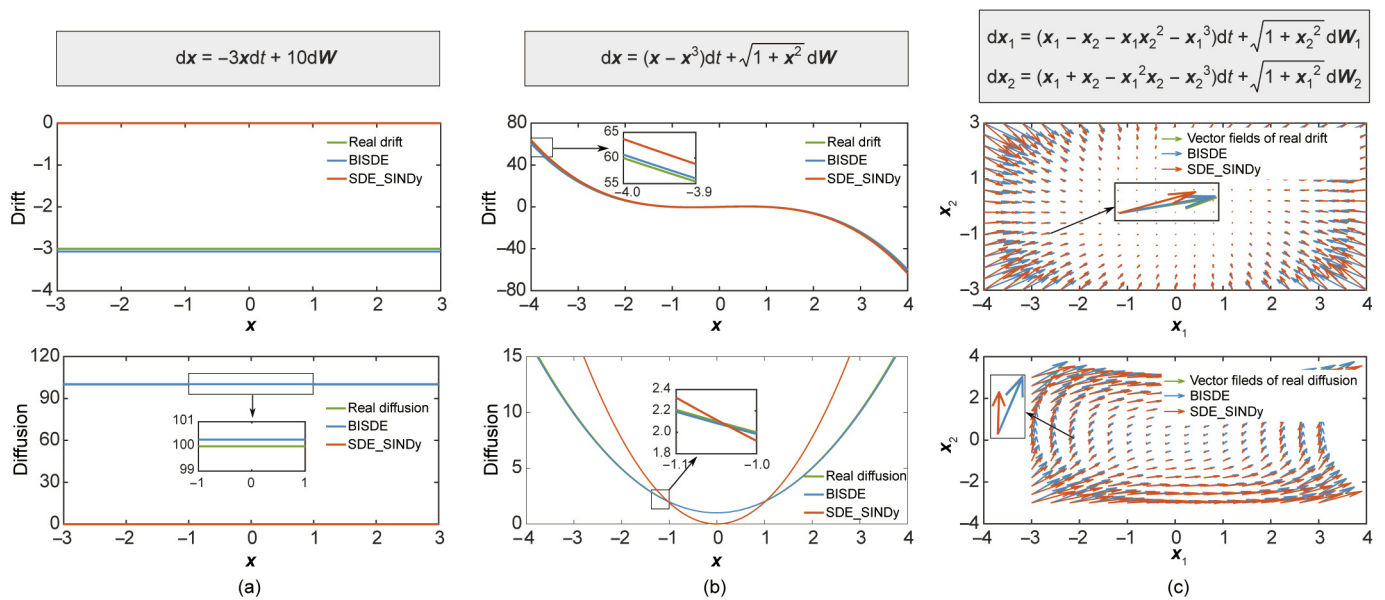 dx = −3xdt + 10dW
dx = (x − x³)dt + √1 + x² dW
dx₁ = (x₁ − x₂ − x₁x₂² − x₁³)dt + √1 + x₂² dW₁
dx₂ = (x₁ + x₂ − x₁²x₂ − x₂³)dt + √1 + x₁² dW₂
0
−1
−2
−3
−4
Drift
Real drift
BISDE
SDE_SINDy
−3 −2 −1 0 1 2 3
x
80
40
0
−40
−80
Drift
65
60
55
−4.0 −3.9
Real drift
BISDE
SDE_SINDy
−4 −3 −2 −1 0 1 2 3 4
x
3
1
−1
−3
x₂
Vector fields of real drift
BISDE
SDE_SINDy
−4 −3 −2 −1 0 1 2 3 4
x₁
120
90
60
30
0
Diffusion
101
100
99
−1 0 1
Real diffusion
BISDE
SDE_SINDy
−3 −2 −1 0 1 2 3
x
(a)
15
10
5
0
Diffusion
2.4
2.2
2.0
1.8
−1.1 −1.0
Real diffusion
BISDE
SDE_SINDy
−4 −3 −2 −1 0 1 2 3 4
x
(b)
4
2
0
−2
−4
x₂
Vector fileds of real diffusion
BISDE
SDE_SINDy
−4 −3 −2 −1 0 1 2 3 4
x₁
(c)